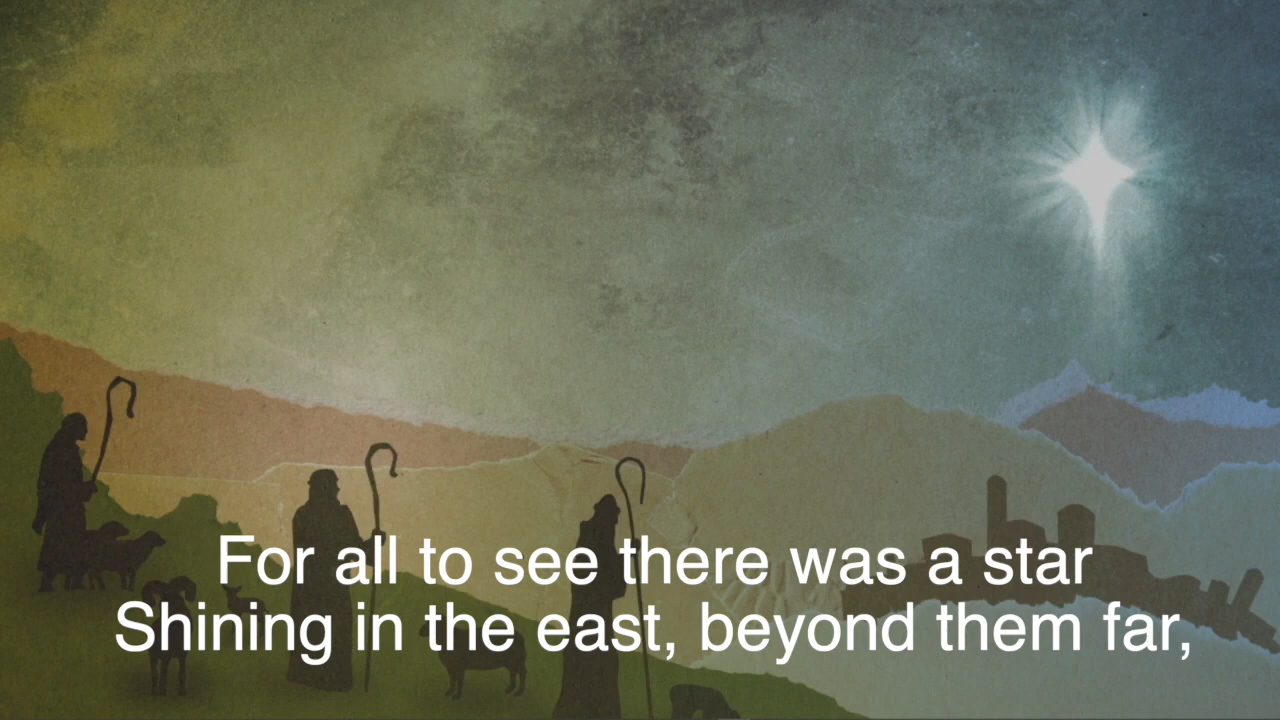 For all to see there was a star
Shining in the east, beyond them far,